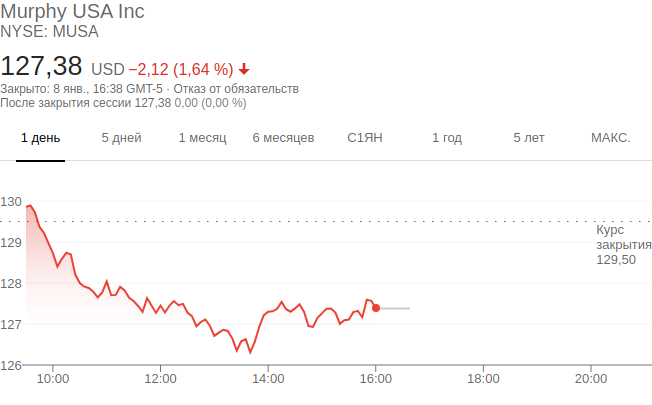 Murphy USA Inc
NYSE: MUSA
127,38 USD −2,12 (1,64 %)
Закрыто: 8 янв., 16:38 GMT-5 · Отказ от обязательств
После закрытия сессии 127,38 0,00 (0,00 %)
1 день 5 дней 1 месяц 6 месяцев С1ЯН 1 год 5 лет МАКС.
130
129
128
127
126
Курс
закрытия
129,50
10:00 12:00 14:00 16:00 18:00 20:00